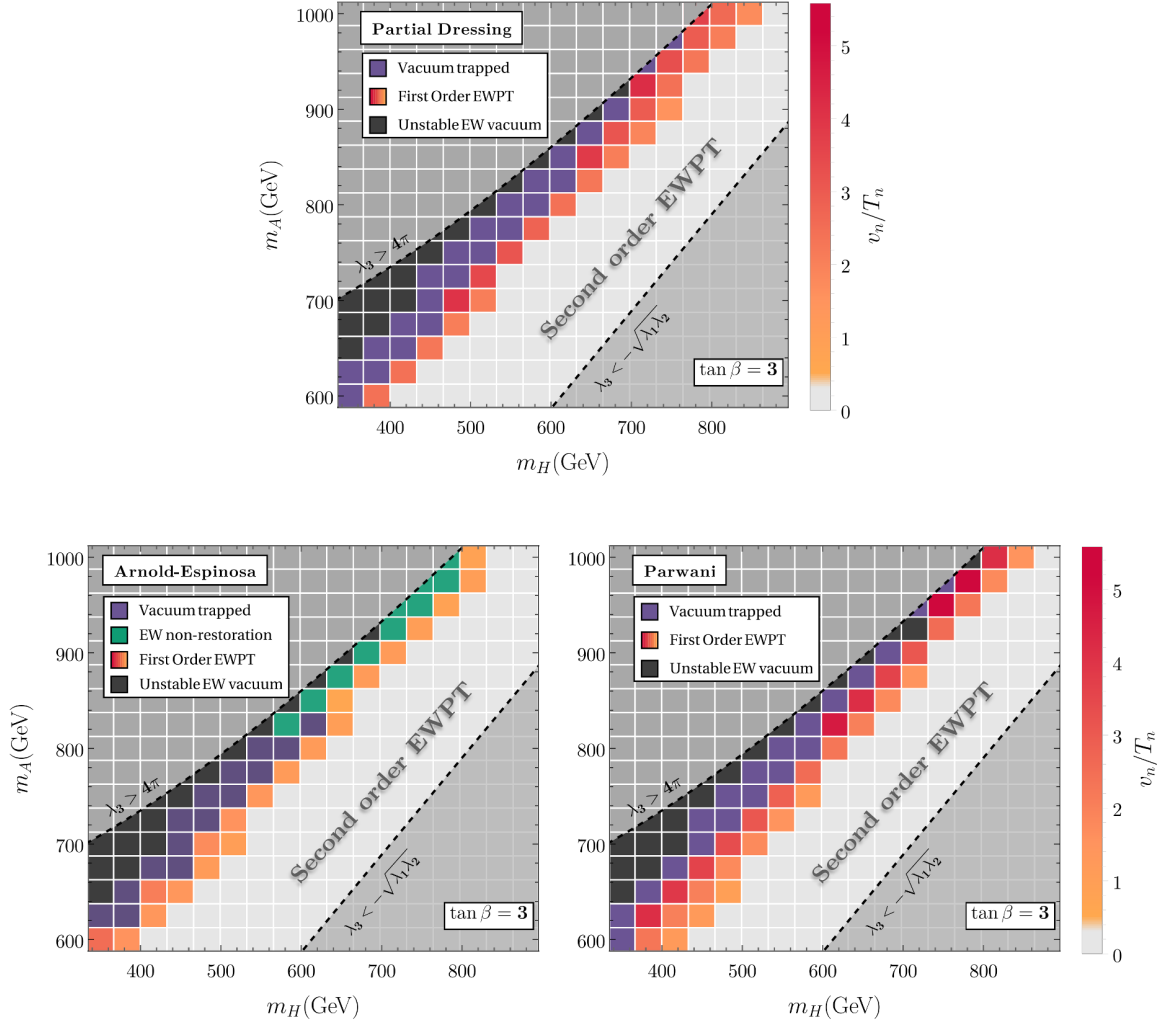 Partial Dressing
Vacuum trapped
First Order EWPT
Unstable EW vacuum
λ₃ > 4π
Second order EWPT
λ₃ < −√λ₁λ₂
tan β = 3
1000
900
800
700
600
m_A(GeV)
400
500
600
700
800
m_H(GeV)
5
4
3
2
1
0
v_n/T_n
Arnold-Espinosa
Vacuum trapped
EW non-restoration
First Order EWPT
Unstable EW vacuum
λ₃ > 4π
Second order EWPT
λ₃ < −√λ₁λ₂
tan β = 3
1000
900
800
700
600
m_A(GeV)
400
500
600
700
800
m_H(GeV)
Parwani
Vacuum trapped
First Order EWPT
Unstable EW vacuum
λ₃ > 4π
Second order EWPT
λ₃ < −√λ₁λ₂
tan β = 3
400
500
600
700
800
m_H(GeV)
5
4
3
2
1
0
v_n/T_n